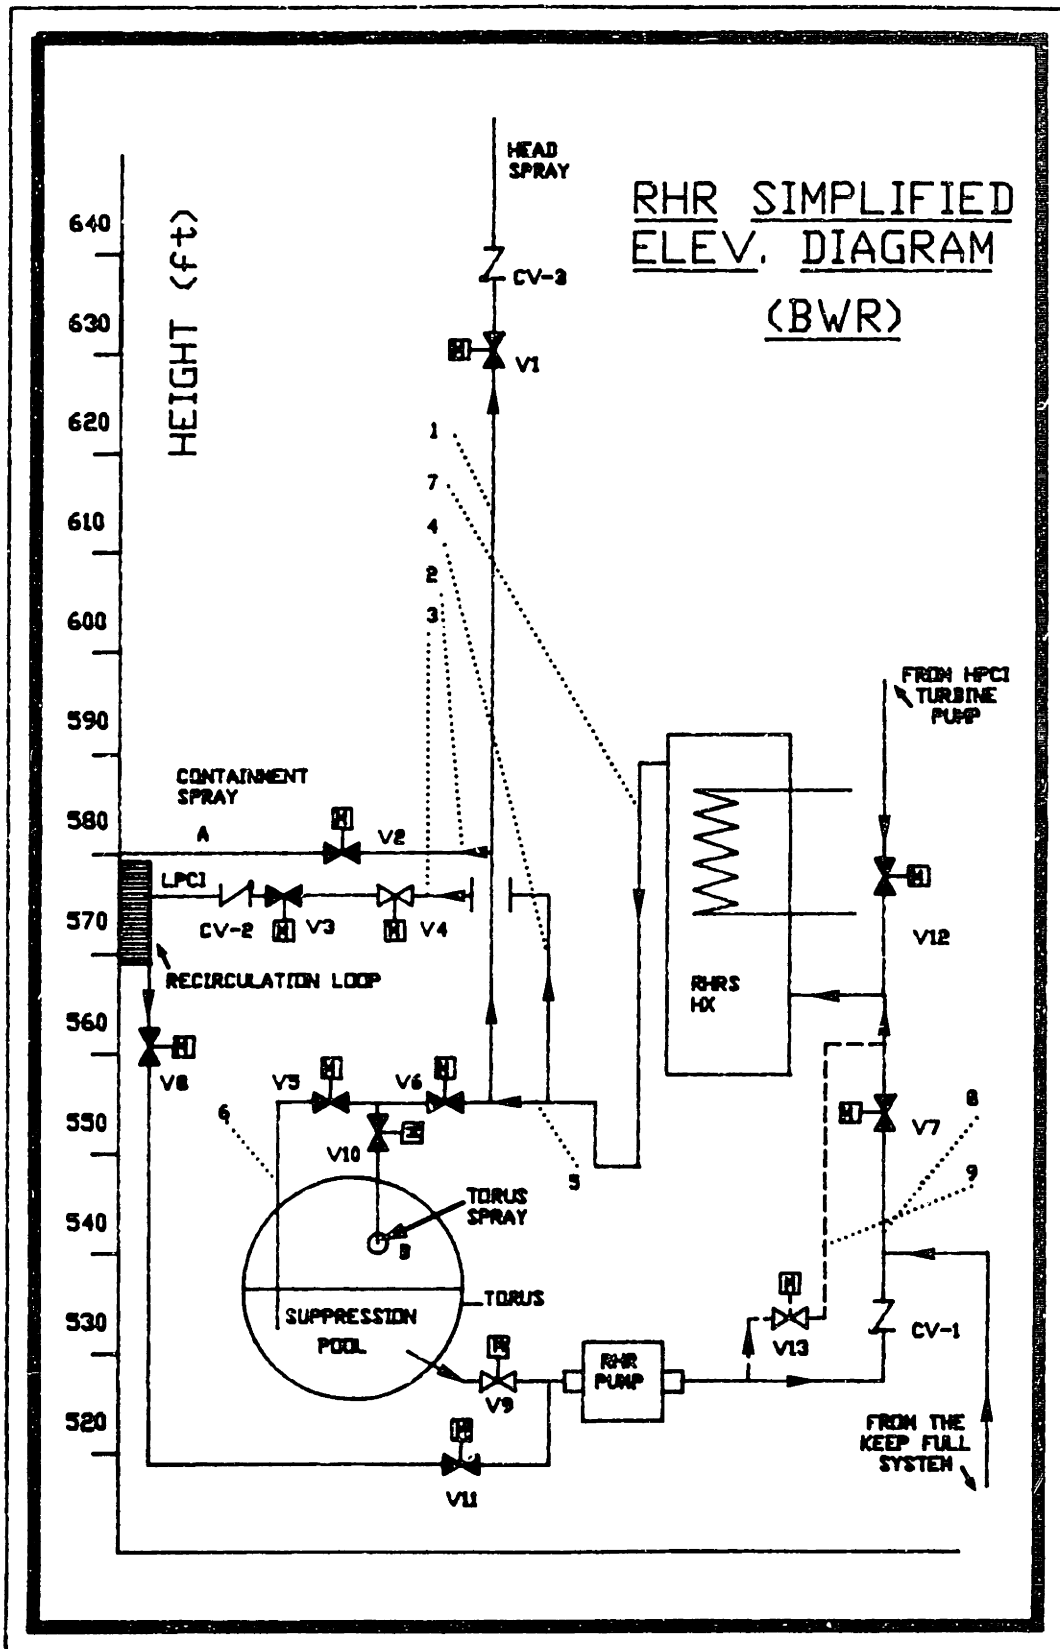 HEAD
SPRAY
RHR SIMPLIFIED
ELEV. DIAGRAM
(BWR)
HEIGHT (ft)
640
630
620
610
600
590
580
570
560
550
540
530
520
CV-3
M
V1
1
7
4
2
3
FROM HPCI
TURBINE
PUMP
CONTAINMENT
SPRAY
A
M
V2
LPCI
CV-2
M
V3
M
V4
M
V12
RECIRCULATION LOOP
RHRS
HX
V8
M
V5
M
V6
M
6
V10
M
5
M
V7
8
9
TORUS
SPRAY
B
TORUS
SUPPRESSION
POOL
M
V9
RHR
PUMP
M
V13
CV-1
M
V11
FROM THE
KEEP FULL
SYSTEM